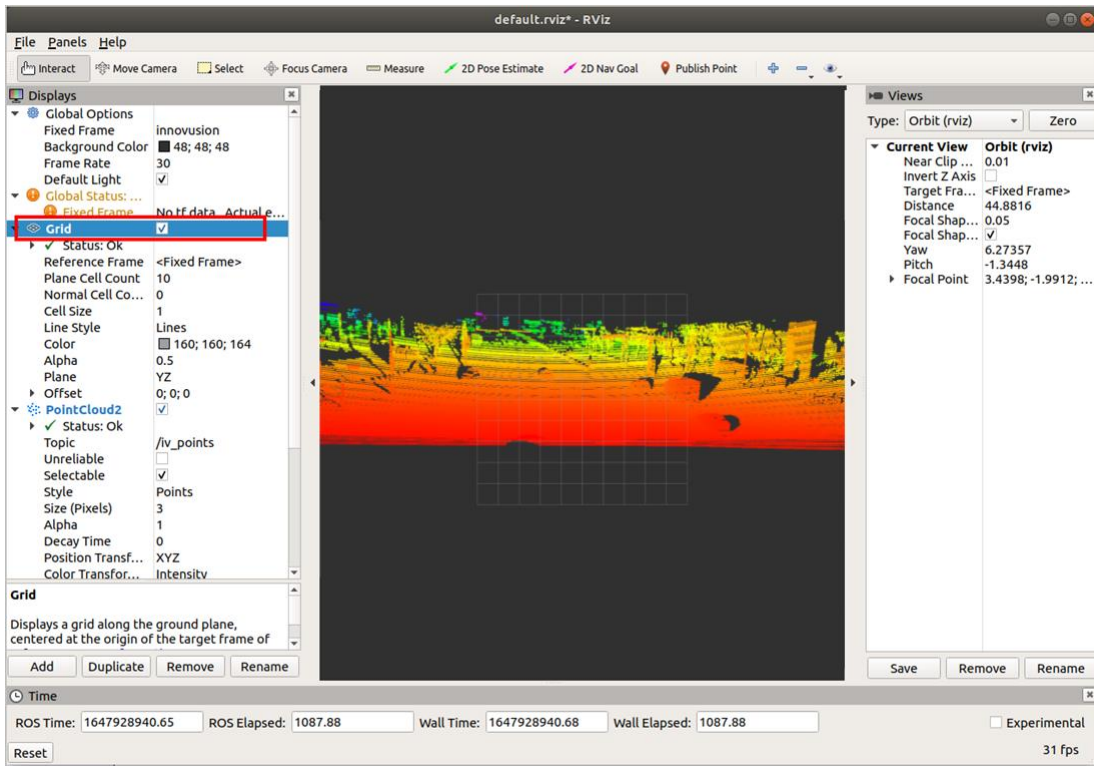 default.rviz* - RViz
File Panels Help
Interact Move Camera Select Focus Camera Measure 2D Pose Estimate 2D Nav Goal Publish Point
Displays
Global Options
Fixed Frame innovusion
Background Color 48; 48; 48
Frame Rate 30
Default Light
Global Status: ...
Fixed Frame No tf data. Actual e...
Grid
Status: Ok
Reference Frame <Fixed Frame>
Plane Cell Count 10
Normal Cell Co... 0
Cell Size 1
Line Style Lines
Color 160; 160; 164
Alpha 0.5
Plane YZ
Offset 0; 0; 0
PointCloud2
Status: Ok
Topic /iv_points
Unreliable
Selectable
Style Points
Size (Pixels) 3
Alpha 1
Decay Time 0
Position Transf... XYZ
Color Transfor... Intensity
Grid
Displays a grid along the ground plane,
centered at the origin of the target frame of
Add Duplicate Remove Rename
Views
Type: Orbit (rviz) Zero
Current View Orbit (rviz)
Near Clip ... 0.01
Invert Z Axis
Target Fra... <Fixed Frame>
Distance 44.8816
Focal Shap... 0.05
Focal Shap...
Yaw 6.27357
Pitch -1.3448
Focal Point 3.4398; -1.9912; ...
Save Remove Rename
Time
ROS Time: 1647928940.65 ROS Elapsed: 1087.88 Wall Time: 1647928940.68 Wall Elapsed: 1087.88 Experimental
Reset 31 fps